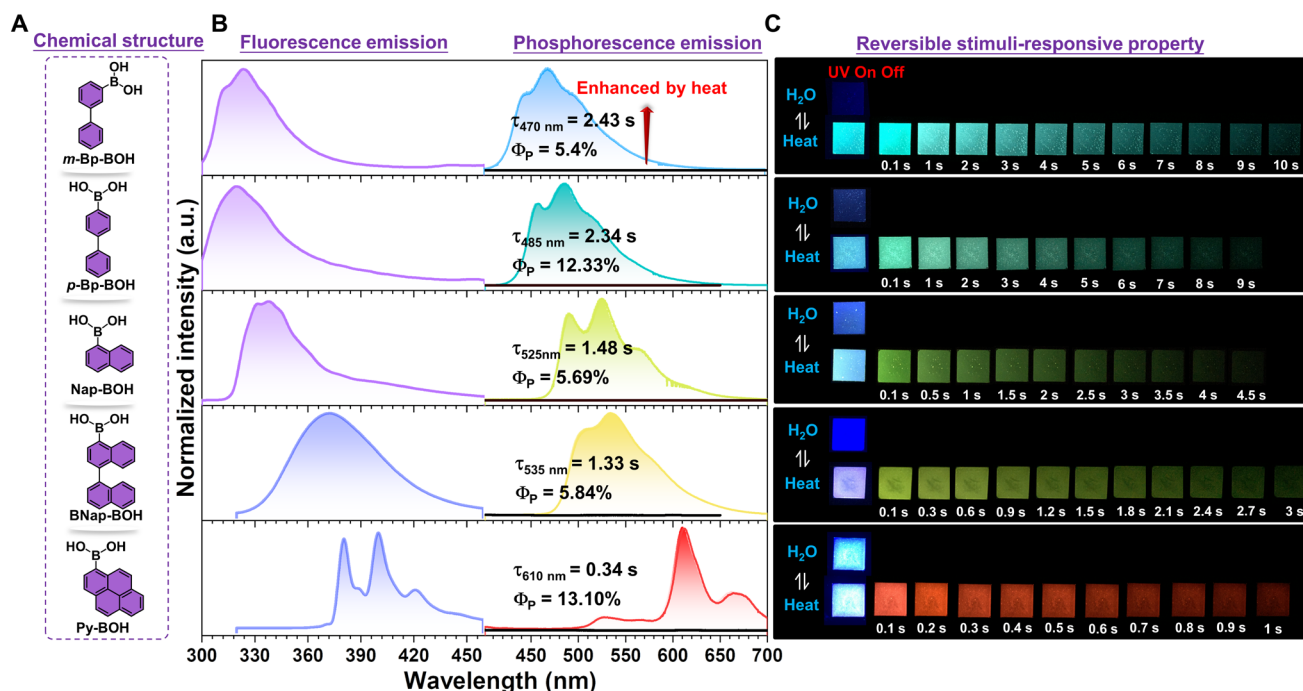 A
Chemical structure
OH
B
OH
m-Bp-BOH
HO OH
B
p-Bp-BOH
HO OH
B
Nap-BOH
HO OH
B
BNap-BOH
HO OH
B
Py-BOH
B
Fluorescence emission
Phosphorescence emission
Normalized intensity (a.u.)
Enhanced by heat
τ470 nm = 2.43 s
ΦP = 5.4%
τ485 nm = 2.34 s
ΦP = 12.33%
τ525nm = 1.48 s
ΦP = 5.69%
τ535 nm = 1.33 s
ΦP = 5.84%
τ610 nm = 0.34 s
ΦP = 13.10%
300 330 360 390 420 450 500 550 600 650 700
Wavelength (nm)
C
Reversible stimuli-responsive property
UV On Off
H2O
⇌
Heat
0.1 s 1 s 2 s 3 s 4 s 5 s 6 s 7 s 8 s 9 s 10 s
H2O
⇌
Heat
0.1 s 1 s 2 s 3 s 4 s 5 s 6 s 7 s 8 s 9 s
H2O
⇌
Heat
0.1 s 0.5 s 1 s 1.5 s 2 s 2.5 s 3 s 3.5 s 4 s 4.5 s
H2O
⇌
Heat
0.1 s 0.3 s 0.6 s 0.9 s 1.2 s 1.5 s 1.8 s 2.1 s 2.4 s 2.7 s 3 s
H2O
⇌
Heat
0.1 s 0.2 s 0.3 s 0.4 s 0.5 s 0.6 s 0.7 s 0.8 s 0.9 s 1 s